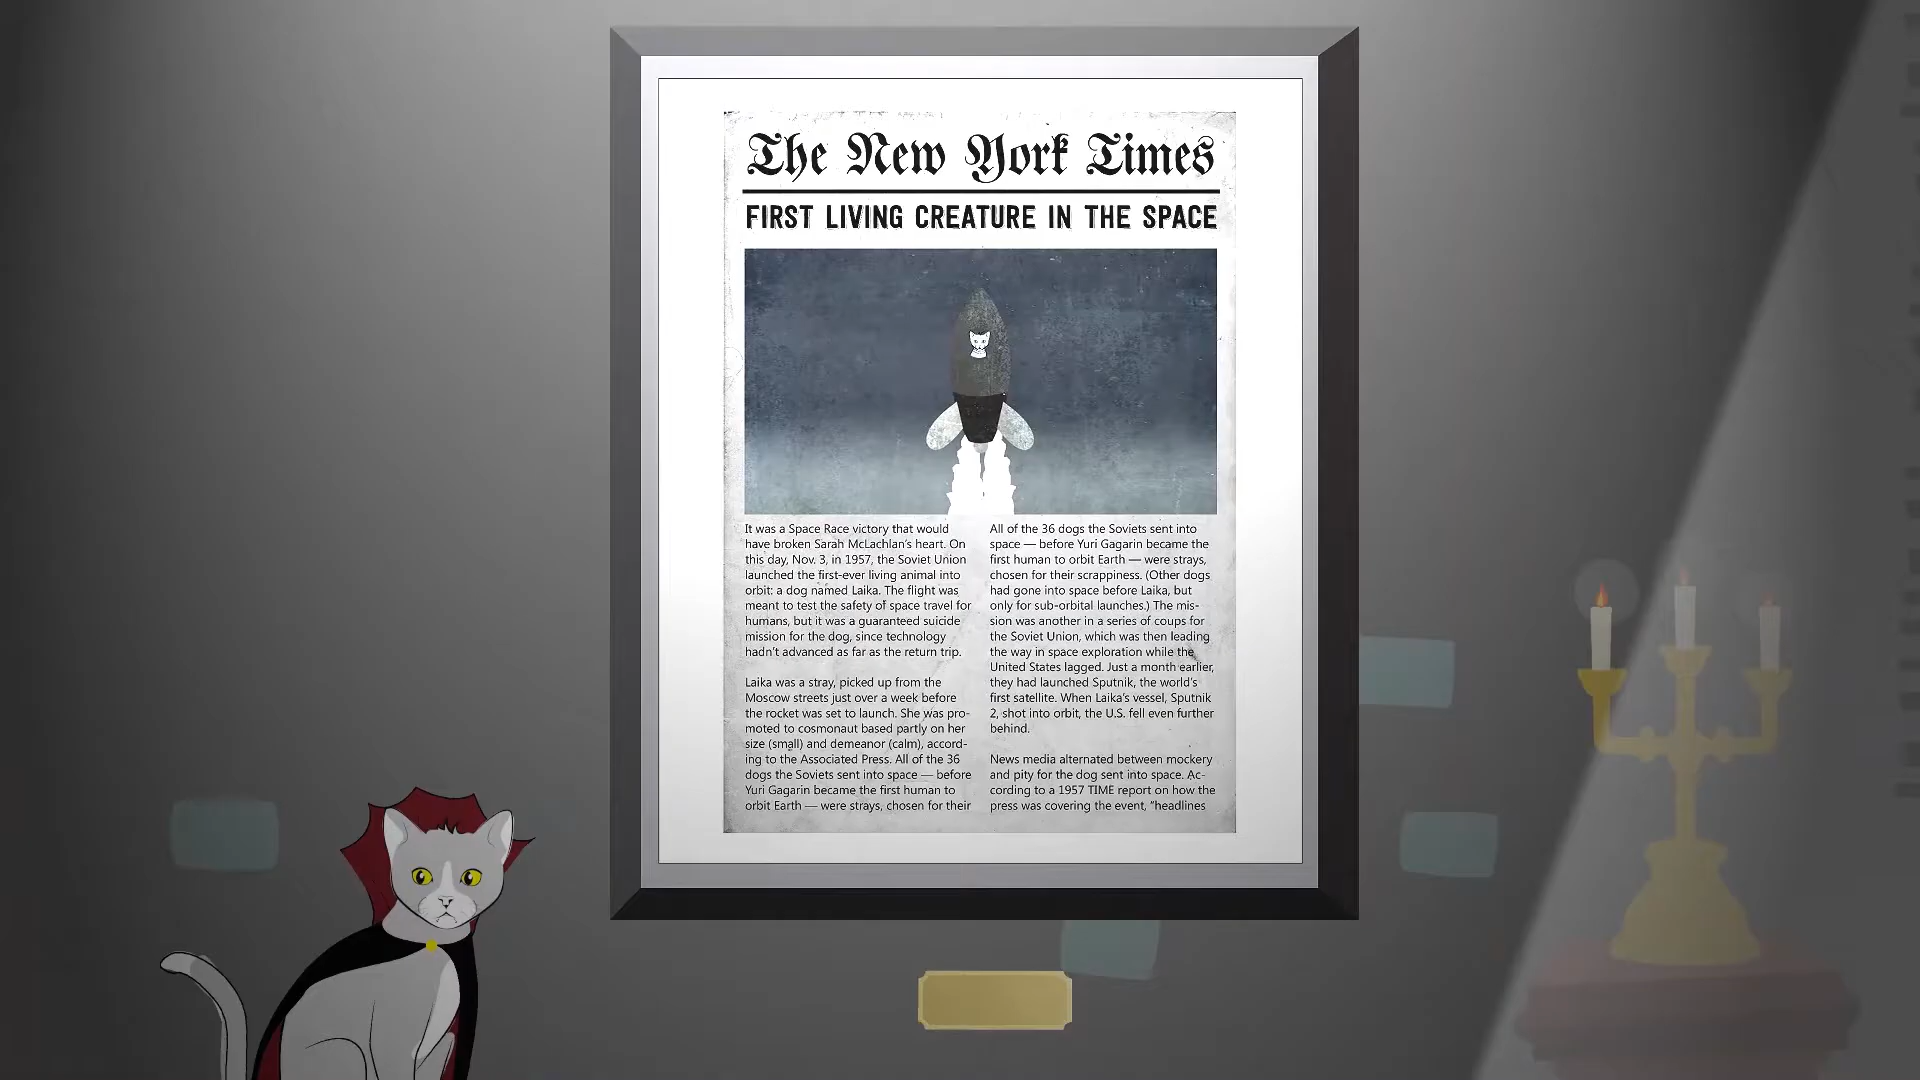 The New York Times
FIRST LIVING CREATURE IN THE SPACE
It was a Space Race victory that would
have broken Sarah McLachlan's heart. On
this day, Nov. 3, in 1957, the Soviet Union
launched the first-ever living animal into
orbit: a dog named Laika. The flight was
meant to test the safety of space travel for
humans, but it was a guaranteed suicide
mission for the dog, since technology
hadn't advanced as far as the return trip.
Laika was a stray, picked up from the
Moscow streets just over a week before
the rocket was set to launch. She was pro-
moted to cosmonaut based partly on her
size (small) and demeanor (calm), accord-
ing to the Associated Press. All of the 36
dogs the Soviets sent into space — before
Yuri Gagarin became the first human to
orbit Earth — were strays, chosen for their
All of the 36 dogs the Soviets sent into
space — before Yuri Gagarin became the
first human to orbit Earth — were strays,
chosen for their scrappiness. (Other dogs
had gone into space before Laika, but
only for sub-orbital launches.) The mis-
sion was another in a series of coups for
the Soviet Union, which was then leading
the way in space exploration while the
United States lagged. Just a month earlier,
they had launched Sputnik, the world's
first satellite. When Laika's vessel, Sputnik
2, shot into orbit, the U.S. fell even further
behind.
News media alternated between mockery
and pity for the dog sent into space. Ac-
cording to a 1957 TIME report on how the
press was covering the event, "headlines